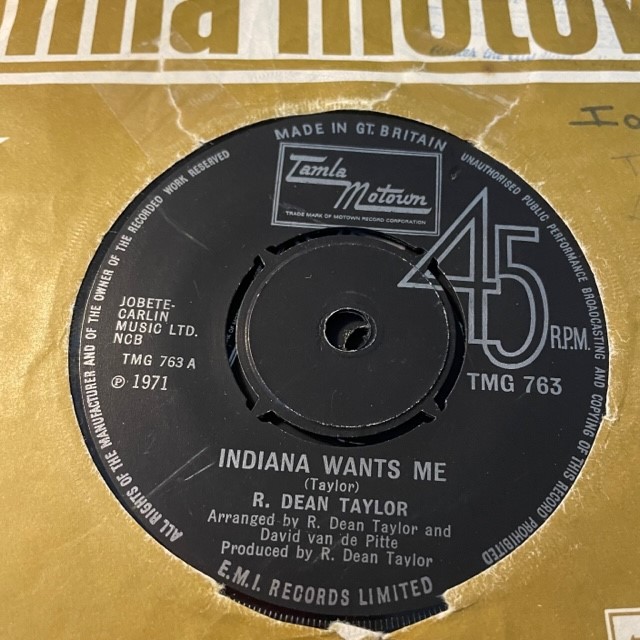 MADE IN GT. BRITAIN
Tamla
Motown
TRADE MARK OF MOTOWN RECORD CORPORATION
45
R.P.M.
TMG 763
JOBETE-
CARLIN
MUSIC LTD.
NCB
TMG 763 A
Ⓟ 1971
INDIANA WANTS ME
(Taylor)
R. DEAN TAYLOR
Arranged by R. Dean Taylor and
David van de Pitte
Produced by R. Dean Taylor
E.M.I. RECORDS LIMITED
ALL RIGHTS OF THE MANUFACTURER AND OF THE OWNER OF THE RECORDED WORK RESERVED
UNAUTHORISED PUBLIC PERFORMANCE BROADCASTING AND COPYING OF THIS RECORD PROHIBITED